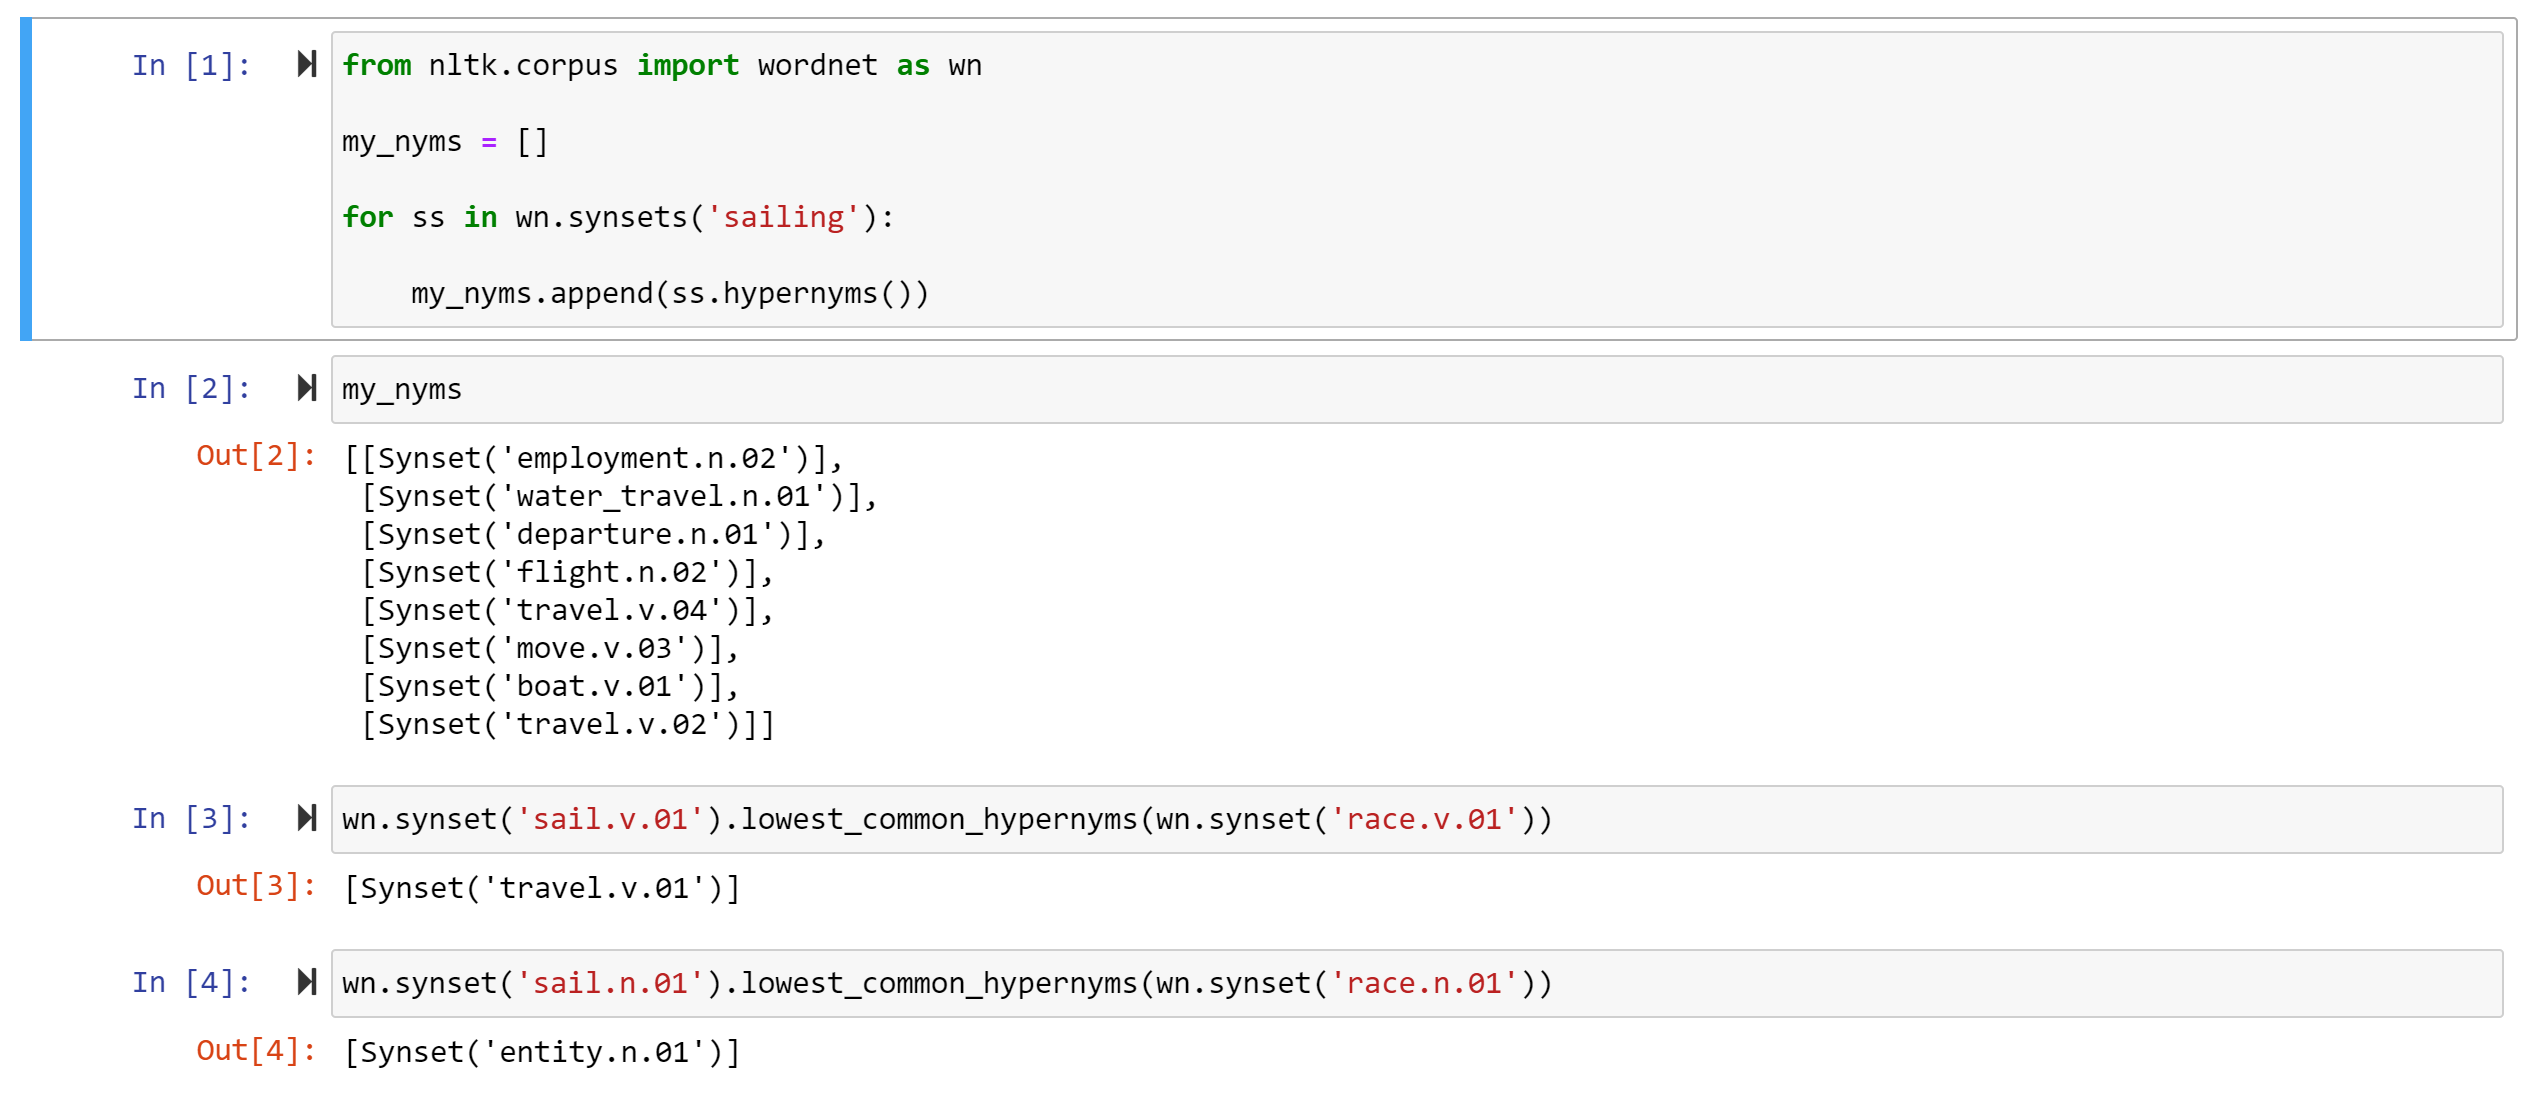 In [1]: from nltk.corpus import wordnet as wn
my_nyms = []
for ss in wn.synsets('sailing'):
    my_nyms.append(ss.hypernyms())
In [2]: my_nyms
Out[2]: [[Synset('employment.n.02')],
 [Synset('water_travel.n.01')],
 [Synset('departure.n.01')],
 [Synset('flight.n.02')],
 [Synset('travel.v.04')],
 [Synset('move.v.03')],
 [Synset('boat.v.01')],
 [Synset('travel.v.02')]]
In [3]: wn.synset('sail.v.01').lowest_common_hypernyms(wn.synset('race.v.01'))
Out[3]: [Synset('travel.v.01')]
In [4]: wn.synset('sail.n.01').lowest_common_hypernyms(wn.synset('race.n.01'))
Out[4]: [Synset('entity.n.01')]